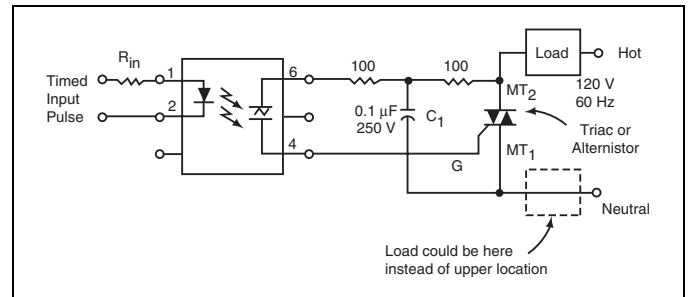 Timed
Input
Pulse
Rin
1
2
6
4
100
100
0.1 µF
250 V
C1
Load
Hot
120 V
60 Hz
MT2
Triac or
Alternistor
G
MT1
Neutral
Load could be here
instead of upper location